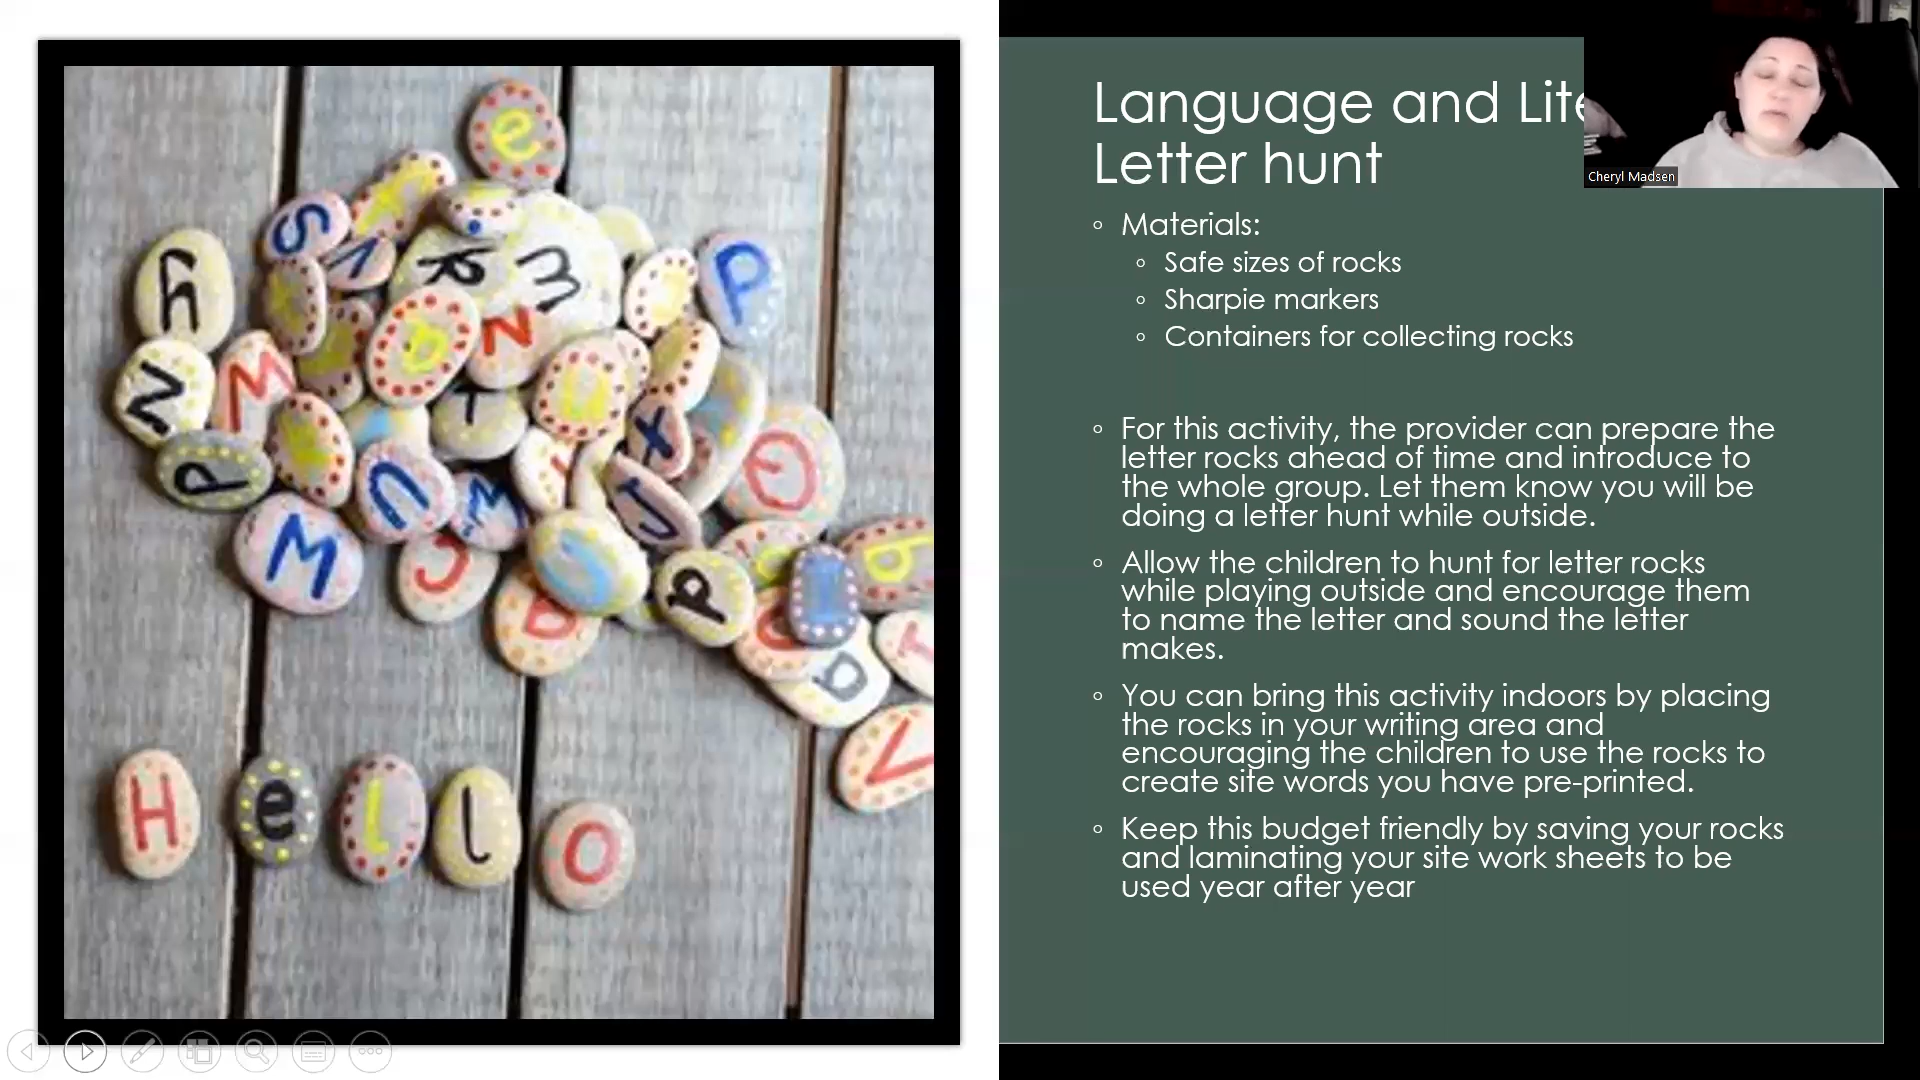 Language and Lite
Letter hunt
Cheryl Madsen
Materials:
Safe sizes of rocks
Sharpie markers
Containers for collecting rocks
For this activity, the provider can prepare the
letter rocks ahead of time and introduce to
the whole group. Let them know you will be
doing a letter hunt while outside.
Allow the children to hunt for letter rocks
while playing outside and encourage them
to name the letter and sound the letter
makes.
You can bring this activity indoors by placing
the rocks in your writing area and
encouraging the children to use the rocks to
create site words you have pre-printed.
Keep this budget friendly by saving your rocks
and laminating your site work sheets to be
used year after year
Hello